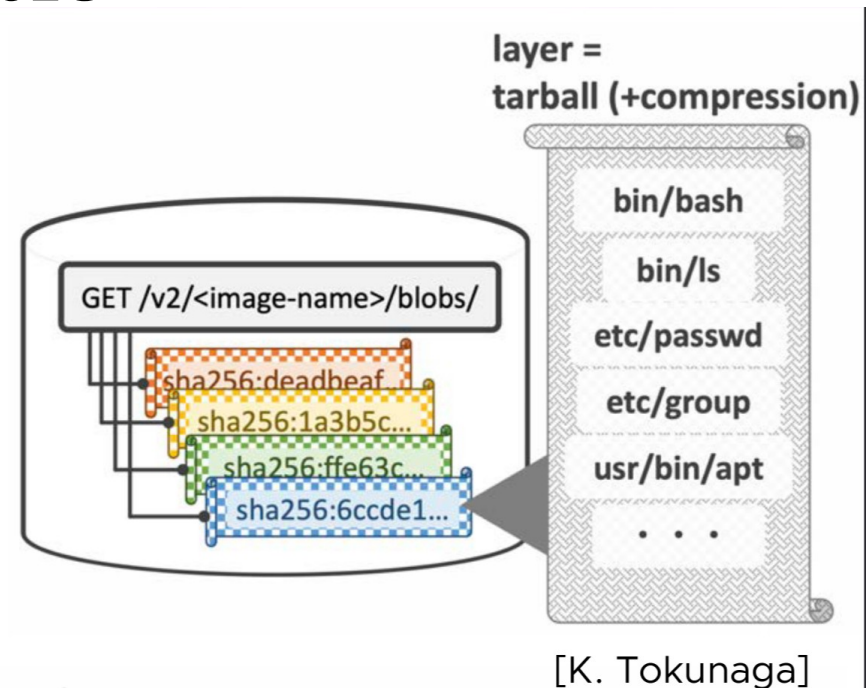 layer =
tarball (+compression)
GET /v2/<image-name>/blobs/
sha256:deadbeaf...
sha256:1a3b5c...
sha256:ffe63c...
sha256:6ccde1...
bin/bash
bin/ls
etc/passwd
etc/group
usr/bin/apt
. . .
[K. Tokunaga]